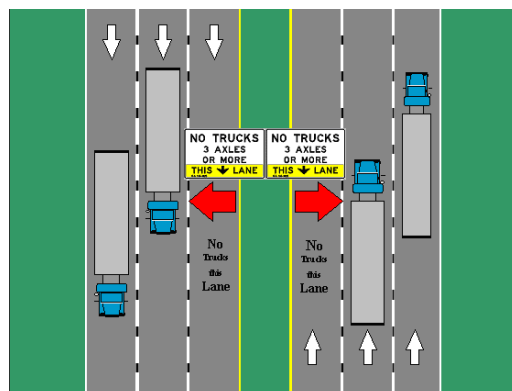 NO TRUCKS
3 AXLES
OR MORE
THIS LANE
NO TRUCKS
3 AXLES
OR MORE
THIS LANE
No
Trucks
this
Lane
No
Trucks
this
Lane